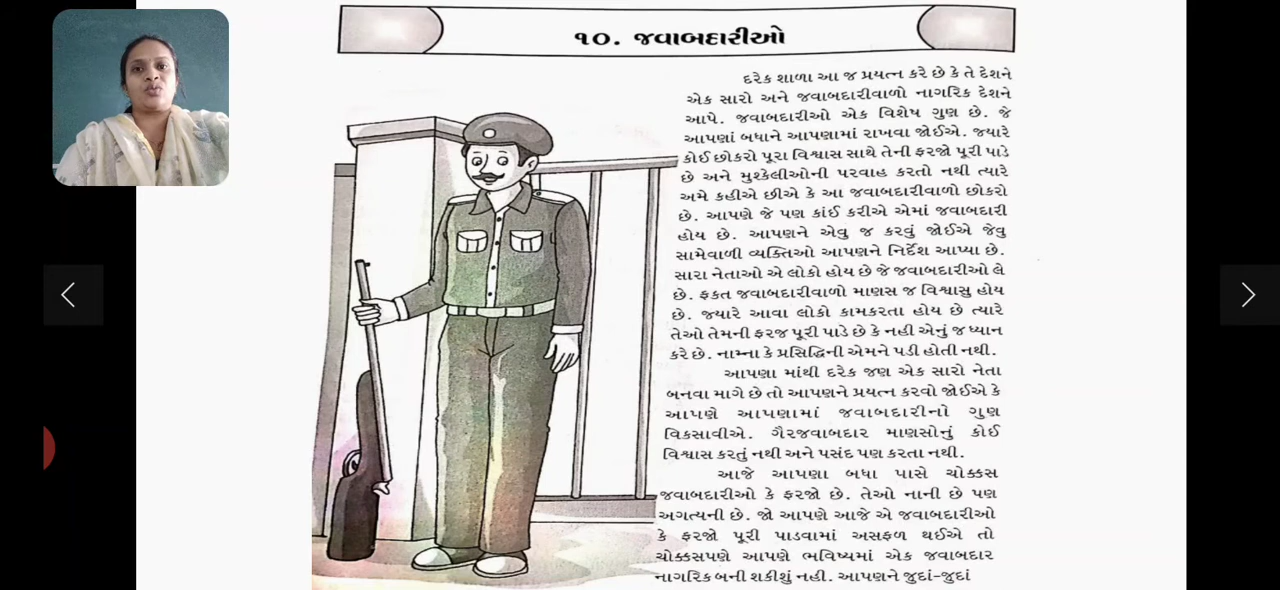 ૧૦. જવાબદારીઓ
દરેક શાળા આ જ પ્રયત્ન કરે છે કે તે દેશને
એક સારો અને જવાબદારીવાળો નાગરિક દેશને
આપે. જવાબદારીઓ એક વિશેષ ગુણ છે. જે
આપણાં બધાને આપણામાં રાખવા જોઈએ. જ્યારે
કોઈ છોકરો પૂરા વિશ્વાસ સાથે તેની ફરજો પૂરી પાડે
છે અને મુશ્કેલીઓની પરવાહ કરતો નથી ત્યારે
અમે કહીએ છીએ કે આ જવાબદારીવાળો છોકરો
છે. આપણે જે પણ કાંઈ કરીએ એમાં જવાબદારી
હોય છે. આપણને એવુ જ કરવું જોઈએ જેવુ
સામેવાળી વ્યક્તિઓ આપણને નિર્દેશ આપ્યા છે.
સારા નેતાઓ એ લોકો હોય છે જે જવાબદારીઓ લે
છે. ફકત જવાબદારીવાળો માણસ જ વિશ્વાસુ હોય
છે. જ્યારે આવા લોકો કામકરતા હોય છે ત્યારે
તેઓ તેમની ફરજ પૂરી પાડે છે કે નહી એનું જ ધ્યાન
કરે છે. નામ્ના કે પ્રસિદ્ધિની એમને પડી હોતી નથી.
આપણા માંથી દરેક જણ એક સારો નેતા
બનવા માગે છે તો આપણને પ્રયત્ન કરવો જોઈએ કે
આપણે આપણામાં જવાબદારીનો ગુણ
વિકસાવીએ. ગૈરજવાબદાર માણસોનું કોઈ
વિશ્વાસ કરતું નથી અને પસંદ પણ કરતા નથી.
આજે આપણા બધા પાસે ચોક્કસ
જવાબદારીઓ કે ફરજો છે. તેઓ નાની છે પણ
અગત્યની છે. જો આપણે આજે એ જવાબદારીઓ
કે ફરજો પૂરી પાડવામાં અસફળ થઈએ તો
ચોક્કસપણે આપણે ભવિષ્યમાં એક જવાબદાર
નાગરિક બની શકીશું નહી. આપણને જુદાં-જુદાં